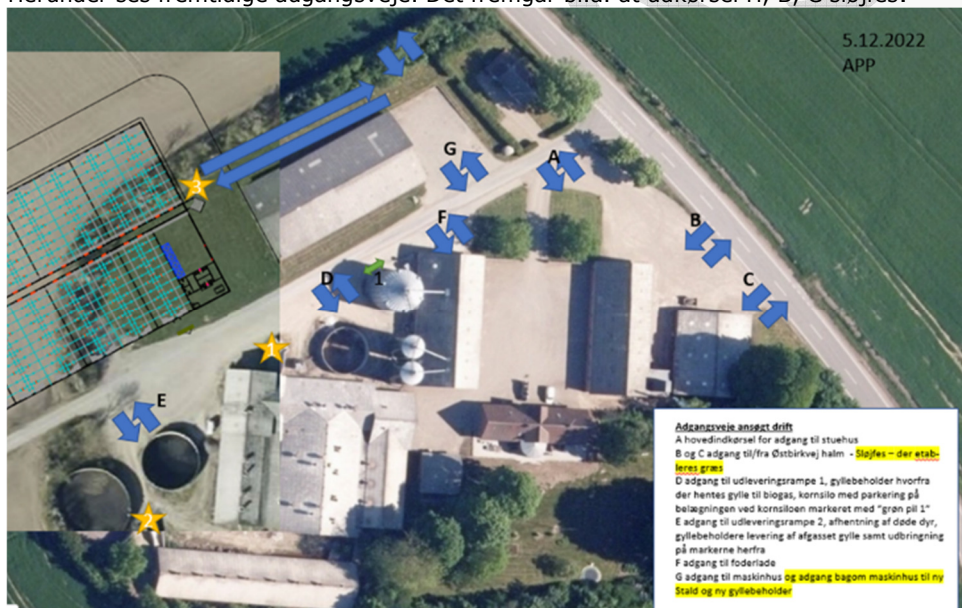 Herunder ses fremtidige adgangsveje. Det fremgår bl.a. at udkørsel A, B, C sløjfes.
5.12.2022
APP
G
A
3
F
B
D
1
C
1
E
2
Adgangsveje ansøgt drift
A hovedindkørsel for adgang til stuehus
B og C adgang til/fra Østbirkvej halm - Sløjfes – der etab-
leres græs
D adgang til udleveringsrampe 1, gyllebeholder hvorfra
der hentes gylle til biogas, kornsilo med parkering på
belægningen ved kornsiloen markeret med "grøn pil 1"
E adgang til udleveringsrampe 2, afhentning af døde dyr,
gyllebeholdere levering af afgasset gylle samt udbringning
på markerne herfra
F adgang til foderlade
G adgang til maskinhus og adgang bagom maskinhus til ny
Stald og ny gyllebeholder